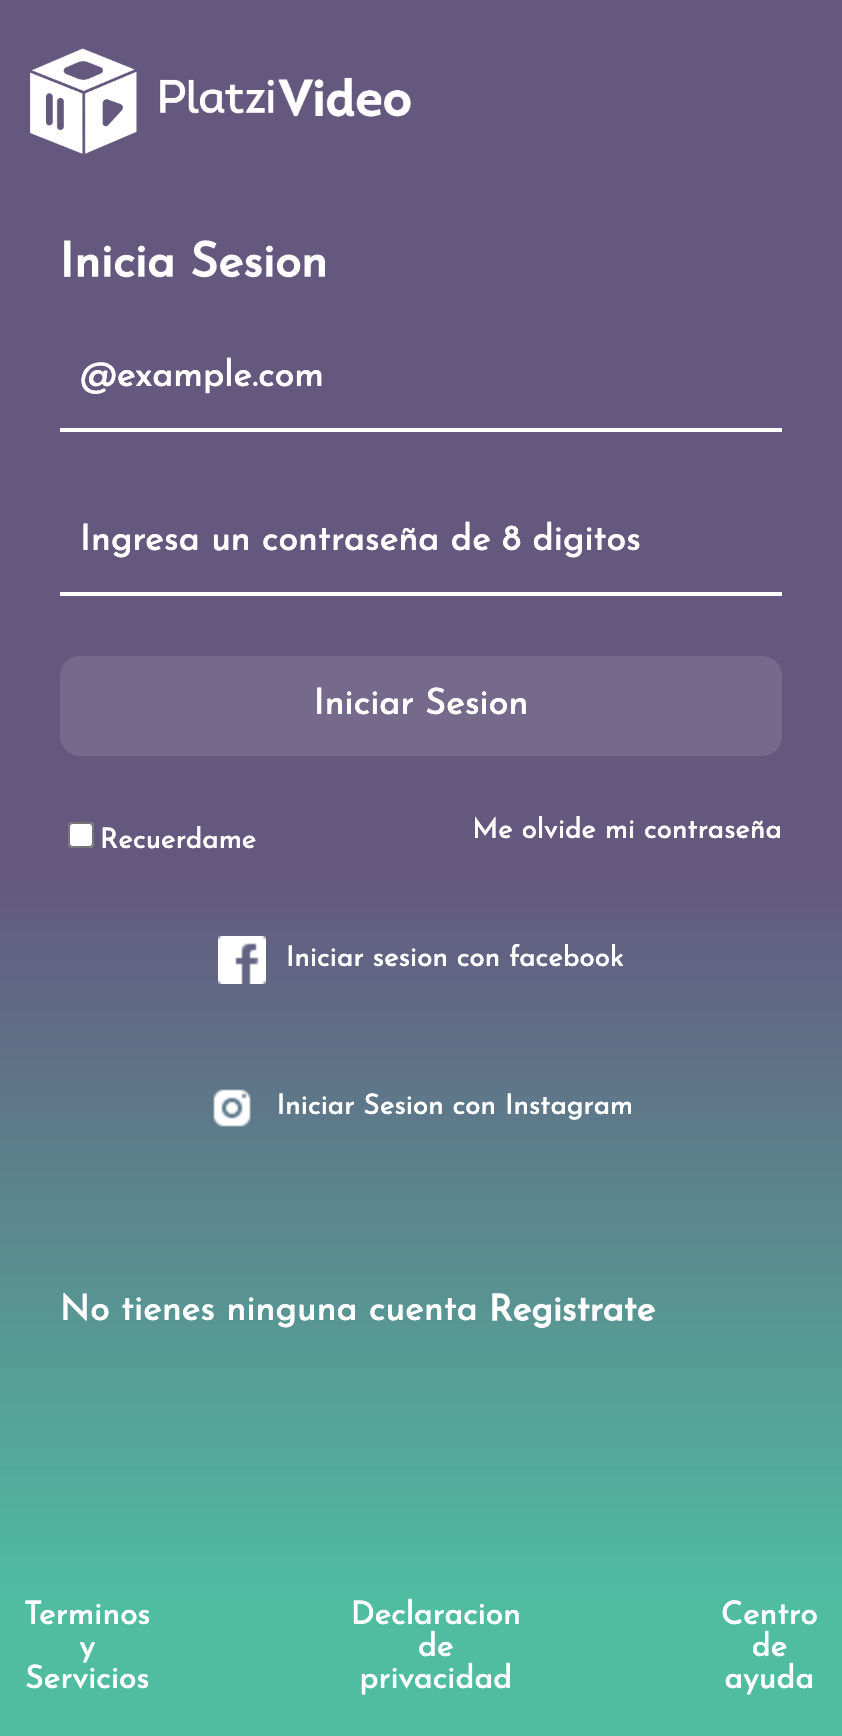 PlatziVideo
Inicia Sesion
@example.com
Ingresa un contraseña de 8 digitos
Iniciar Sesion
Recuerdame
Me olvide mi contraseña
Iniciar sesion con facebook
Iniciar Sesion con Instagram
No tienes ninguna cuenta Registrate
Terminos
y
Servicios
Declaracion
de
privacidad
Centro
de
ayuda